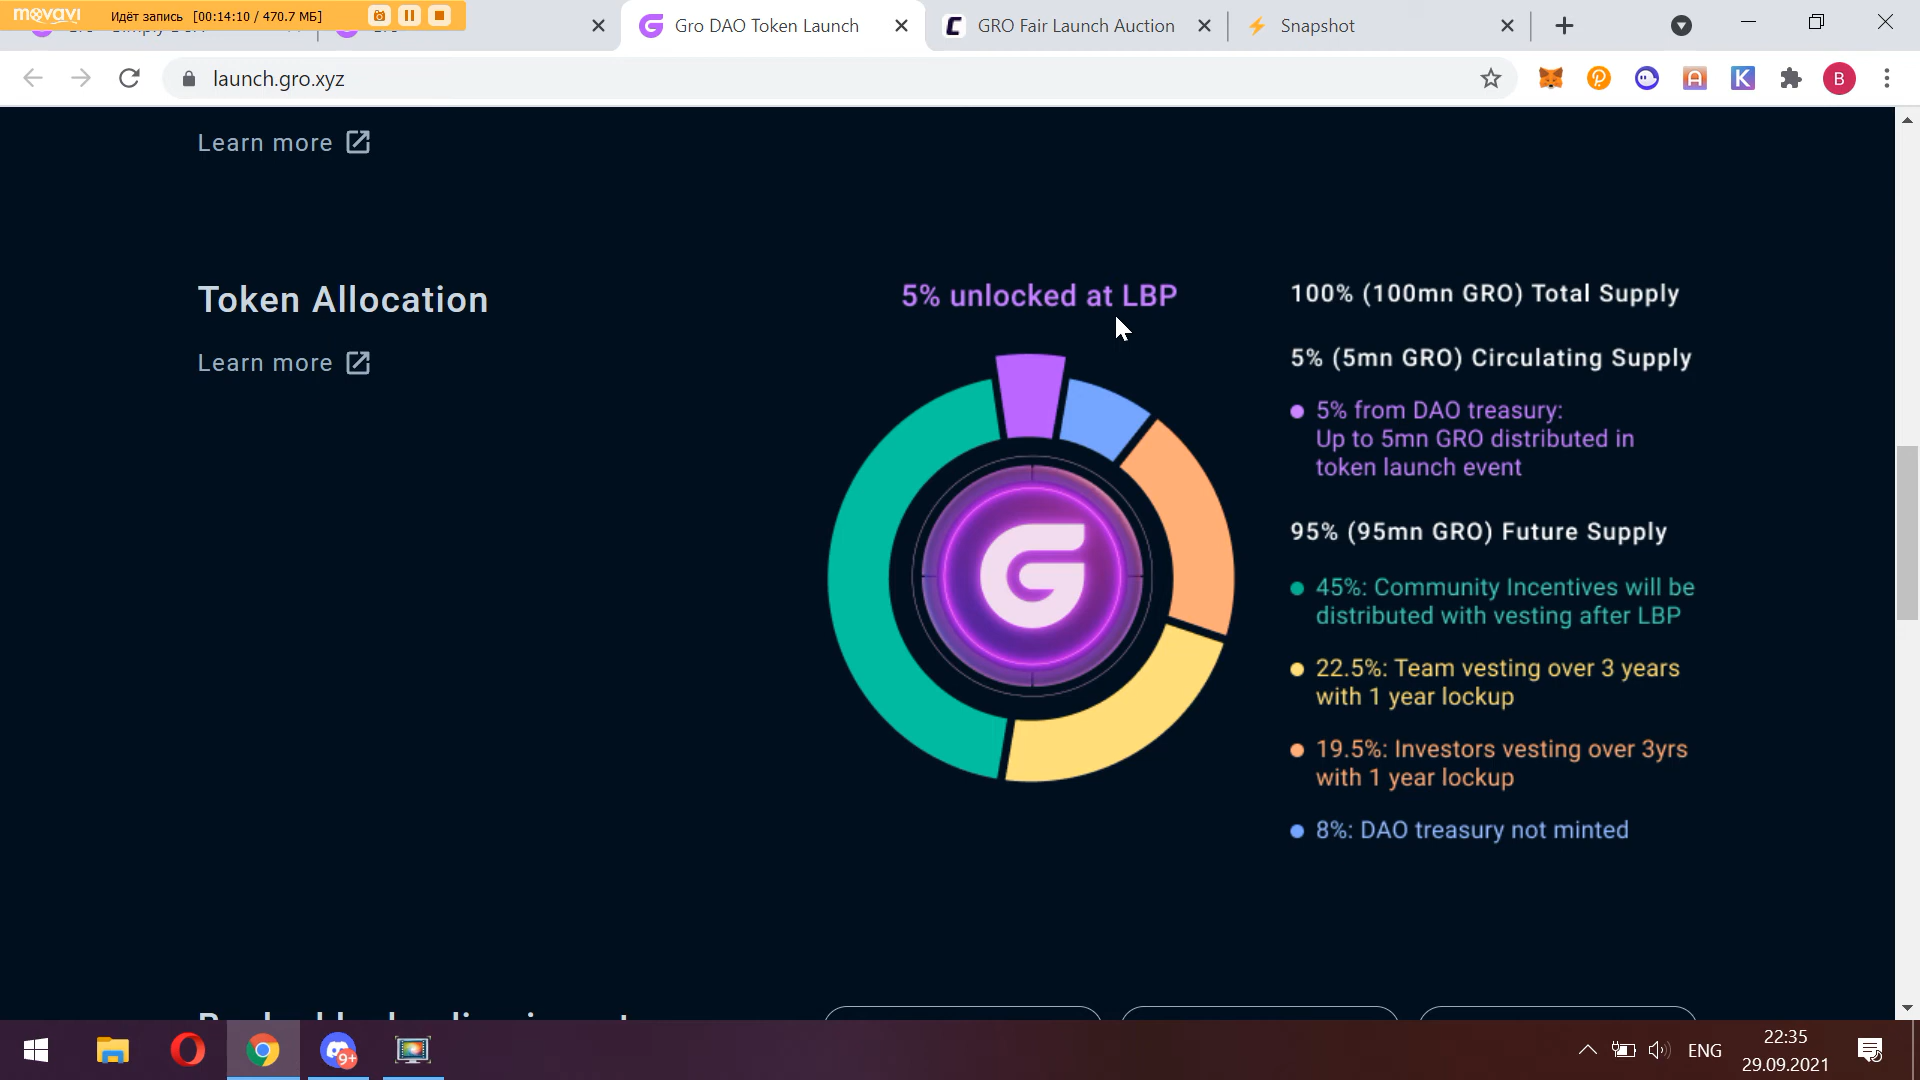 movavi
Идёт запись [00:14:10 / 470.7 МБ]
Gro DAO Token Launch
GRO Fair Launch Auction
Snapshot
launch.gro.xyz
B
Learn more
Token Allocation
Learn more
5% unlocked at LBP
100% (100mn GRO) Total Supply
5% (5mn GRO) Circulating Supply
5% from DAO treasury:
Up to 5mn GRO distributed in
token launch event
95% (95mn GRO) Future Supply
45%: Community Incentives will be
distributed with vesting after LBP
22.5%: Team vesting over 3 years
with 1 year lockup
19.5%: Investors vesting over 3yrs
with 1 year lockup
8%: DAO treasury not minted
9+
ENG
22:35
29.09.2021